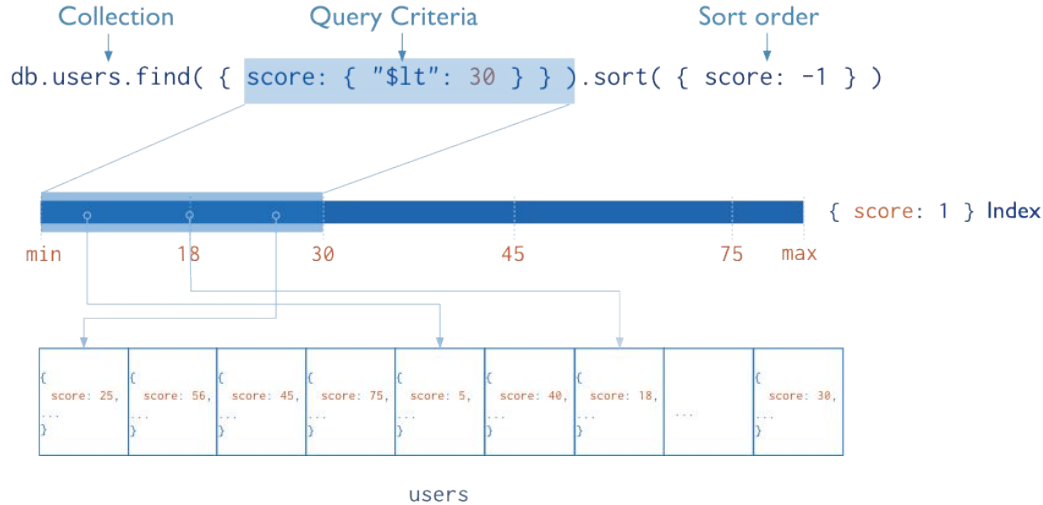 Collection Query Criteria Sort order
db.users.find( { score: { "$lt": 30 } } ).sort( { score: -1 } )
{ score: 1 } Index
min 18 30 45 75 max
{ { { { { { { {
score: 25, score: 56, score: 45, score: 75, score: 5, score: 40, score: 18, score: 30,
... ... ... ... ... ... ... ... ...
} } } } } } } }
users